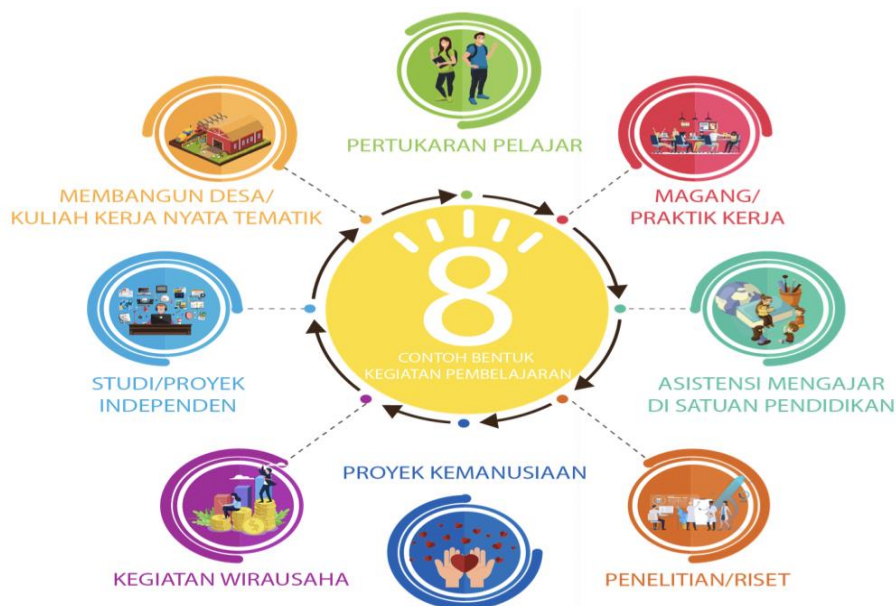 PERTUKARAN PELAJAR
MAGANG/
PRAKTIK KERJA
ASISTENSI MENGAJAR
DI SATUAN PENDIDIKAN
PENELITIAN/RISET
PROYEK KEMANUSIAAN
KEGIATAN WIRAUSAHA
STUDI/PROYEK
INDEPENDEN
MEMBANGUN DESA/
KULIAH KERJA NYATA TEMATIK
8
CONTOH BENTUK
KEGIATAN PEMBELAJARAN